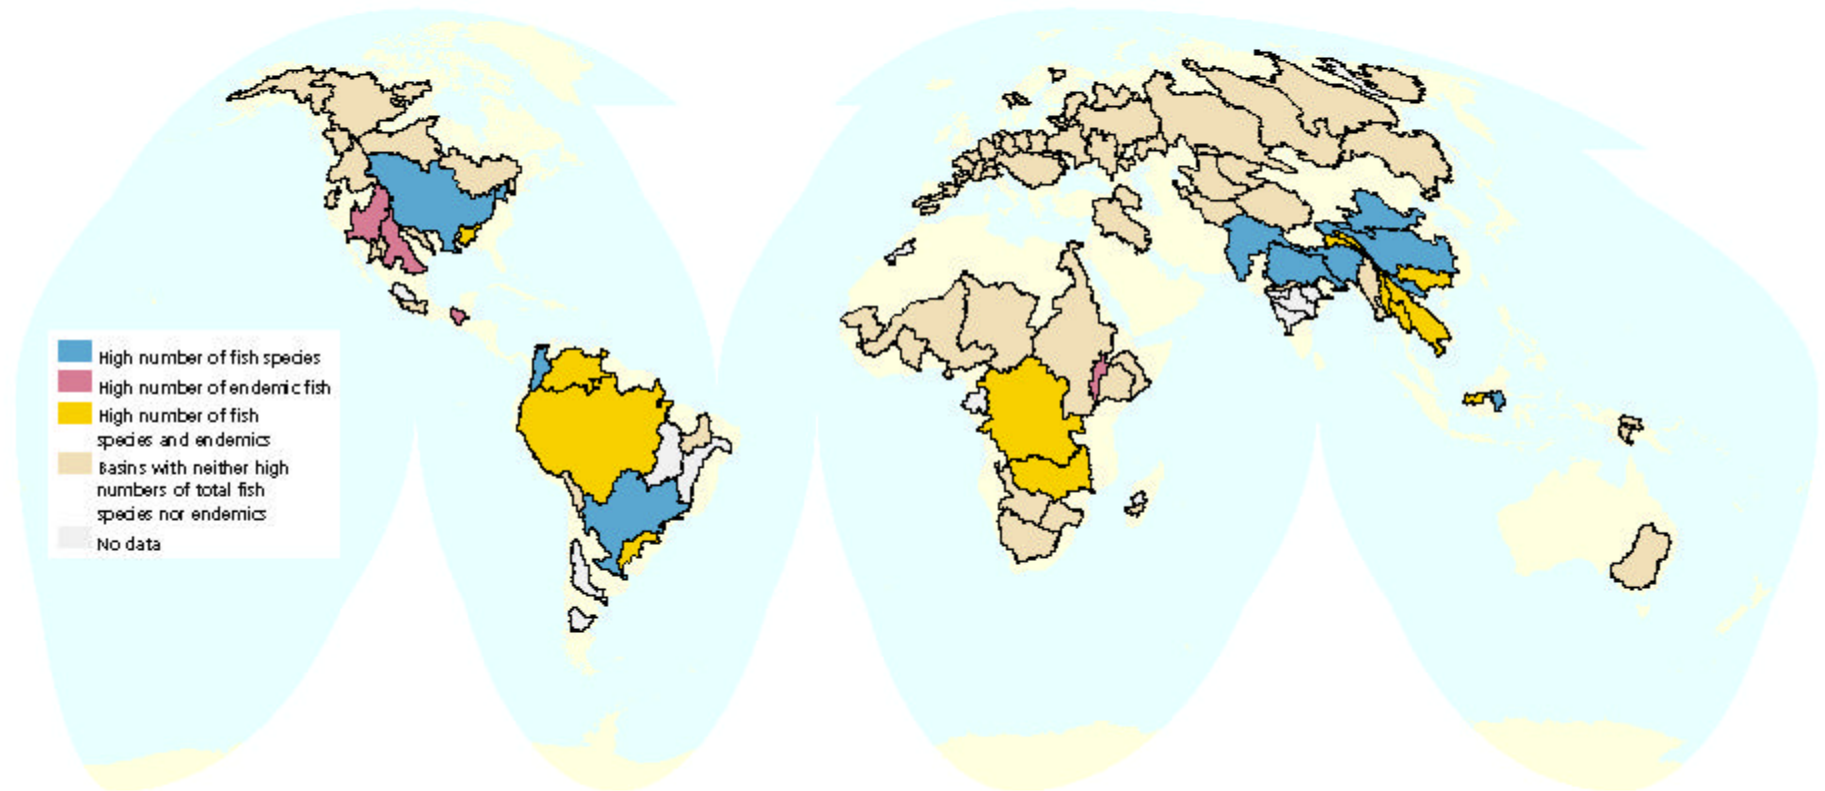 High number of fish species
High number of endemic fish
High number of fish
species and endemics
Basins with neither high
numbers of total fish
species nor endemics
No data